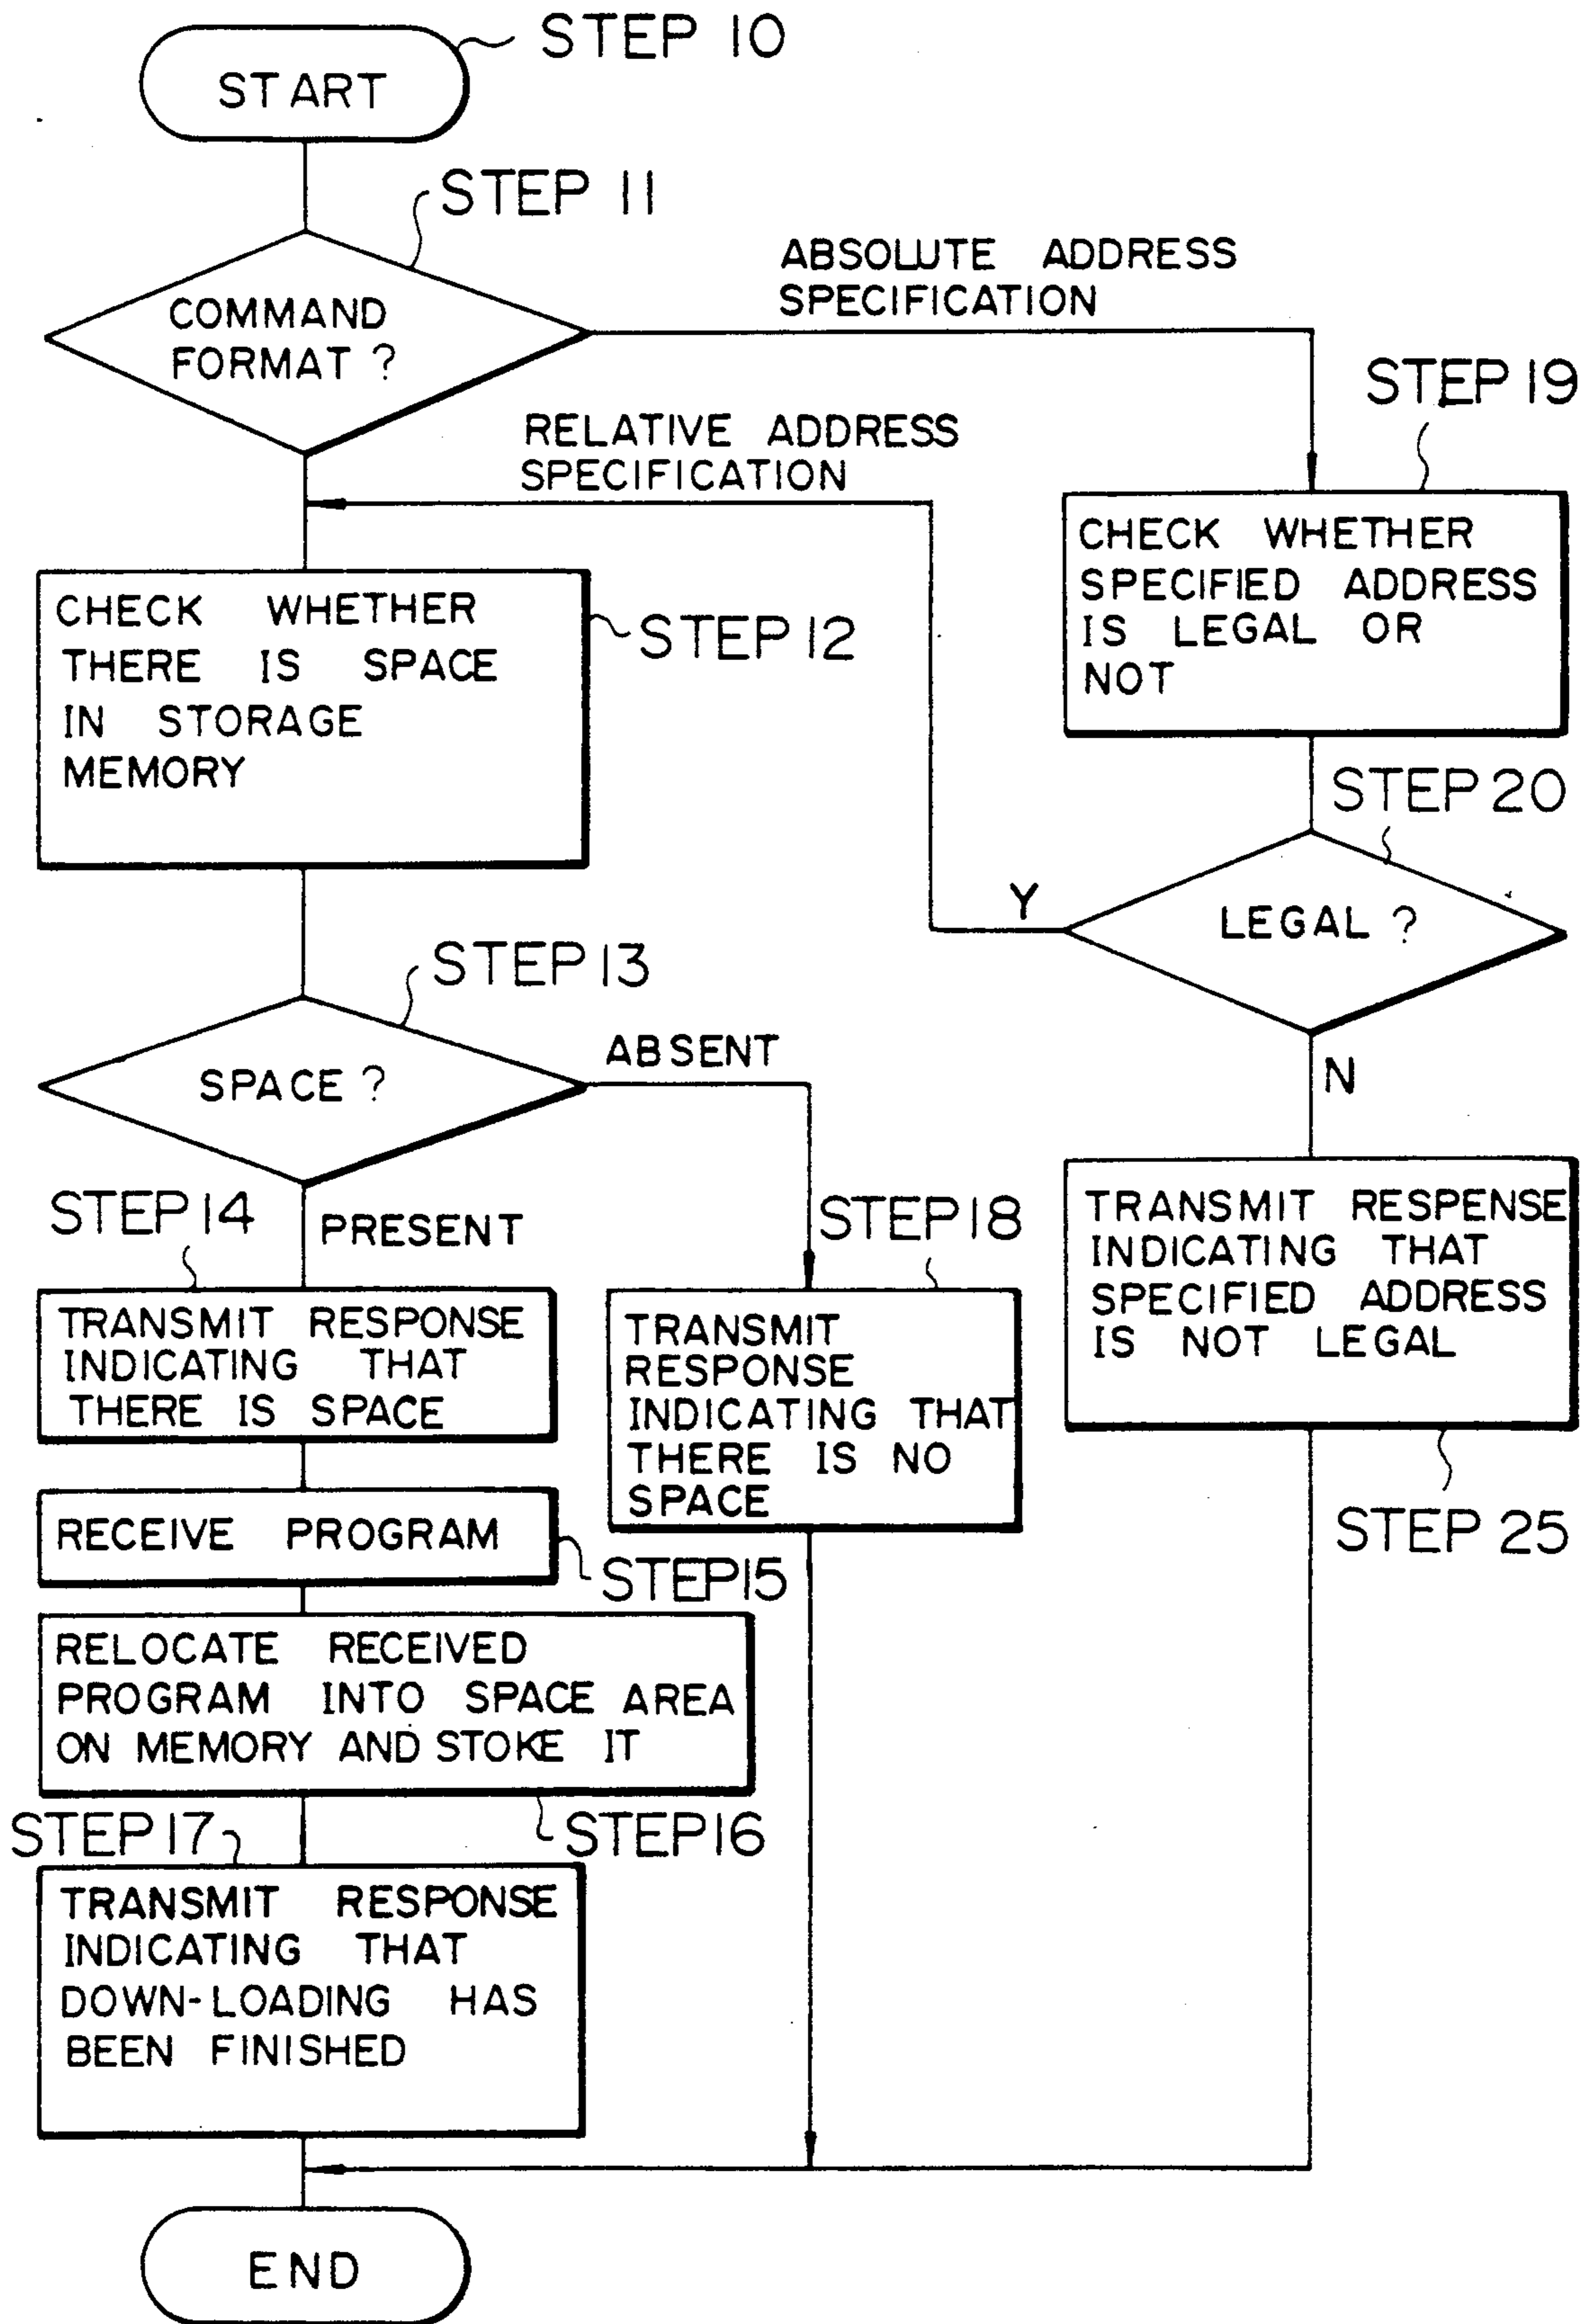 STEP 10
START
STEP 11
COMMAND
FORMAT ?
ABSOLUTE ADDRESS
SPECIFICATION
STEP 19
RELATIVE ADDRESS
SPECIFICATION
CHECK WHETHER
SPECIFIED ADDRESS
IS LEGAL OR
NOT
CHECK WHETHER
THERE IS SPACE
IN STORAGE
MEMORY
STEP 12
STEP 20
LEGAL ?
Y
N
STEP 13
SPACE ?
ABSENT
PRESENT
STEP 14
TRANSMIT RESPONSE
INDICATING THAT
THERE IS SPACE
STEP 18
TRANSMIT
RESPONSE
INDICATING THAT
THERE IS NO
SPACE
TRANSMIT RESPENSE
INDICATING THAT
SPECIFIED ADDRESS
IS NOT LEGAL
STEP 25
RECEIVE PROGRAM
STEP 15
RELOCATE RECEIVED
PROGRAM INTO SPACE AREA
ON MEMORY AND STOKE IT
STEP 16
STEP 17
TRANSMIT RESPONSE
INDICATING THAT
DOWN-LOADING HAS
BEEN FINISHED
END